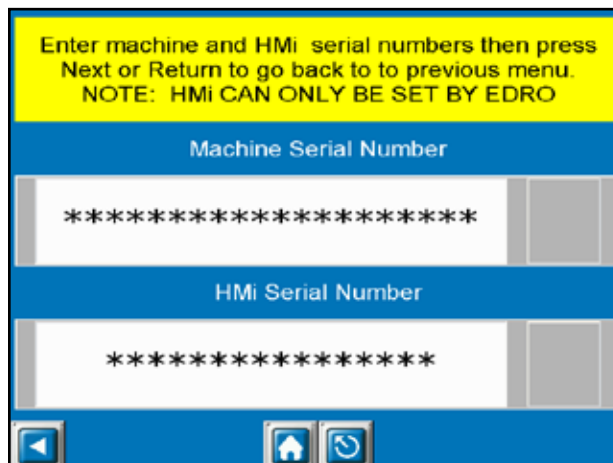 Enter machine and HMi serial numbers then press
Next or Return to go back to to previous menu.
NOTE: HMi CAN ONLY BE SET BY EDRO
Machine Serial Number
********************
HMi Serial Number
****************